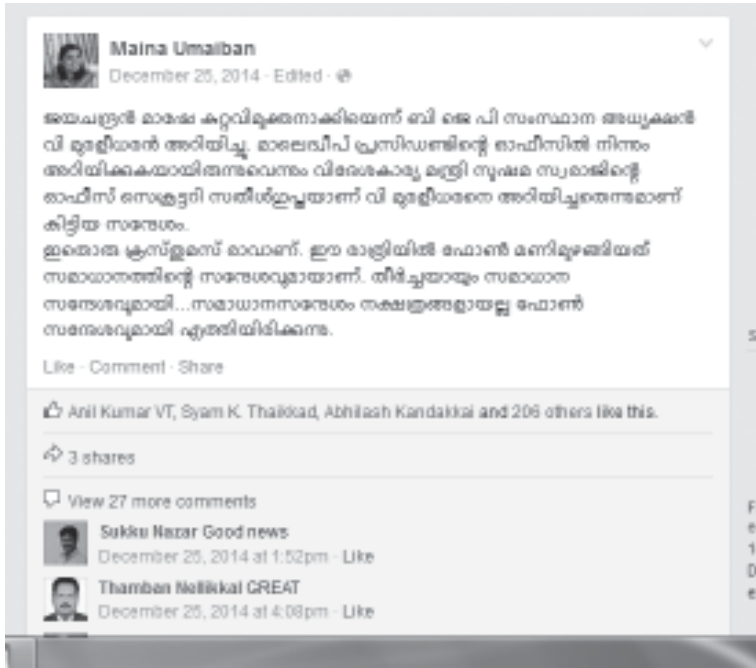 Maina Umaiban
December 25, 2014 · Edited ·
ജയചന്ദ്രൻ മാഷേ കുറ്റവിമുക്തനാക്കിയെന്ന് ബി ജെ പി സംസ്ഥാന അധ്യക്ഷൻ
വി മുരളീധരൻ അറിയിച്ചു. മാലെദ്വീപ് പ്രസിഡണ്ടിന്റെ ഓഫീസിൽ നിന്നും
അറിയിക്കുകയായിരുന്നുവെന്നും വിദേശകാര്യ മന്ത്രി സുഷമ സ്വരാജിന്റെ
ഓഫീസ് സെക്രട്ടറി സതീശ്ഗുപ്തയാണ് വി മുരളീധരനെ അറിയിച്ചതെന്നുമാണ്
കിട്ടിയ സന്ദേശം.
ഇതൊരു ക്രസ്തുമസ് രാവാണ്. ഈ രാത്രിയിൽ ഫോൺ മണിമുഴങ്ങിയത്
സമാധാനത്തിന്റെ സന്ദേശവുമായാണ്. തീർച്ചയായും സമാധാന
സന്ദേശവുമായി...സമാധാനസന്ദേശം നക്ഷത്രങ്ങളായല്ല ഫോൺ
സന്ദേശവുമായി എത്തിയിരിക്കുന്നു.
Like · Comment · Share
Anil Kumar VT, Syam K. Thaikkad, Abhilash Kandakkai and 206 others like this.
3 shares
View 27 more comments
Sukku Nazar Good news
December 25, 2014 at 1:52pm · Like
Thamban Nellikkal GREAT
December 25, 2014 at 4:08pm · Like